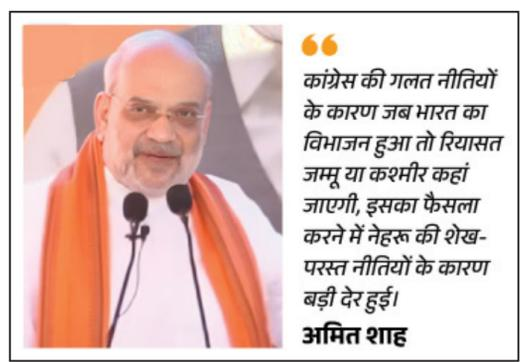 कांग्रेस की गलत नीतियों
के कारण जब भारत का
विभाजन हुआ तो रियासत
जम्मू या कश्मीर कहां
जाएगी, इसका फैसला
करने में नेहरू की शेख-
परस्त नीतियों के कारण
बड़ी देर हुई।
अमित शाह